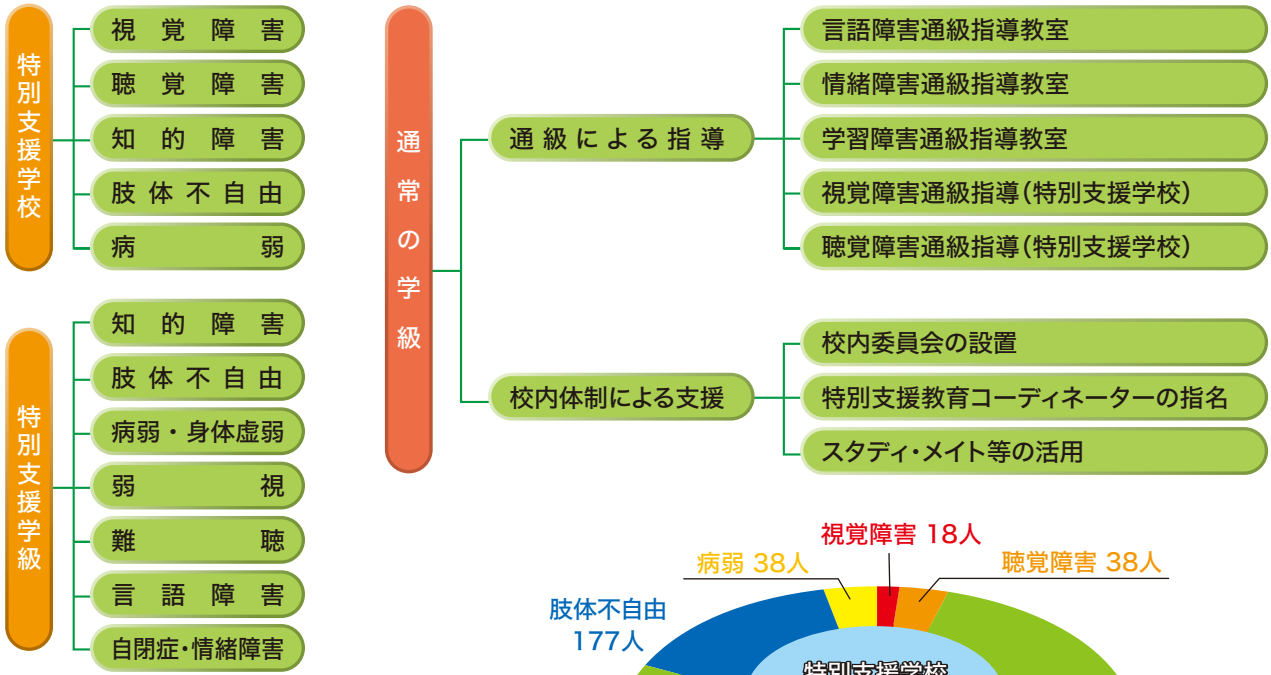 特別支援学校
視覚障害
聴覚障害
知的障害
肢体不自由
病弱
特別支援学級
知的障害
肢体不自由
病弱・身体虚弱
弱視
難聴
言語障害
自閉症・情緒障害
通常の学級
通級による指導
言語障害通級指導教室
情緒障害通級指導教室
学習障害通級指導教室
視覚障害通級指導(特別支援学校)
聴覚障害通級指導(特別支援学校)
校内体制による支援
校内委員会の設置
特別支援教育コーディネーターの指名
スタディ・メイト等の活用
視覚障害 18人
病弱 38人
聴覚障害 38人
肢体不自由
177人
特別支援学校